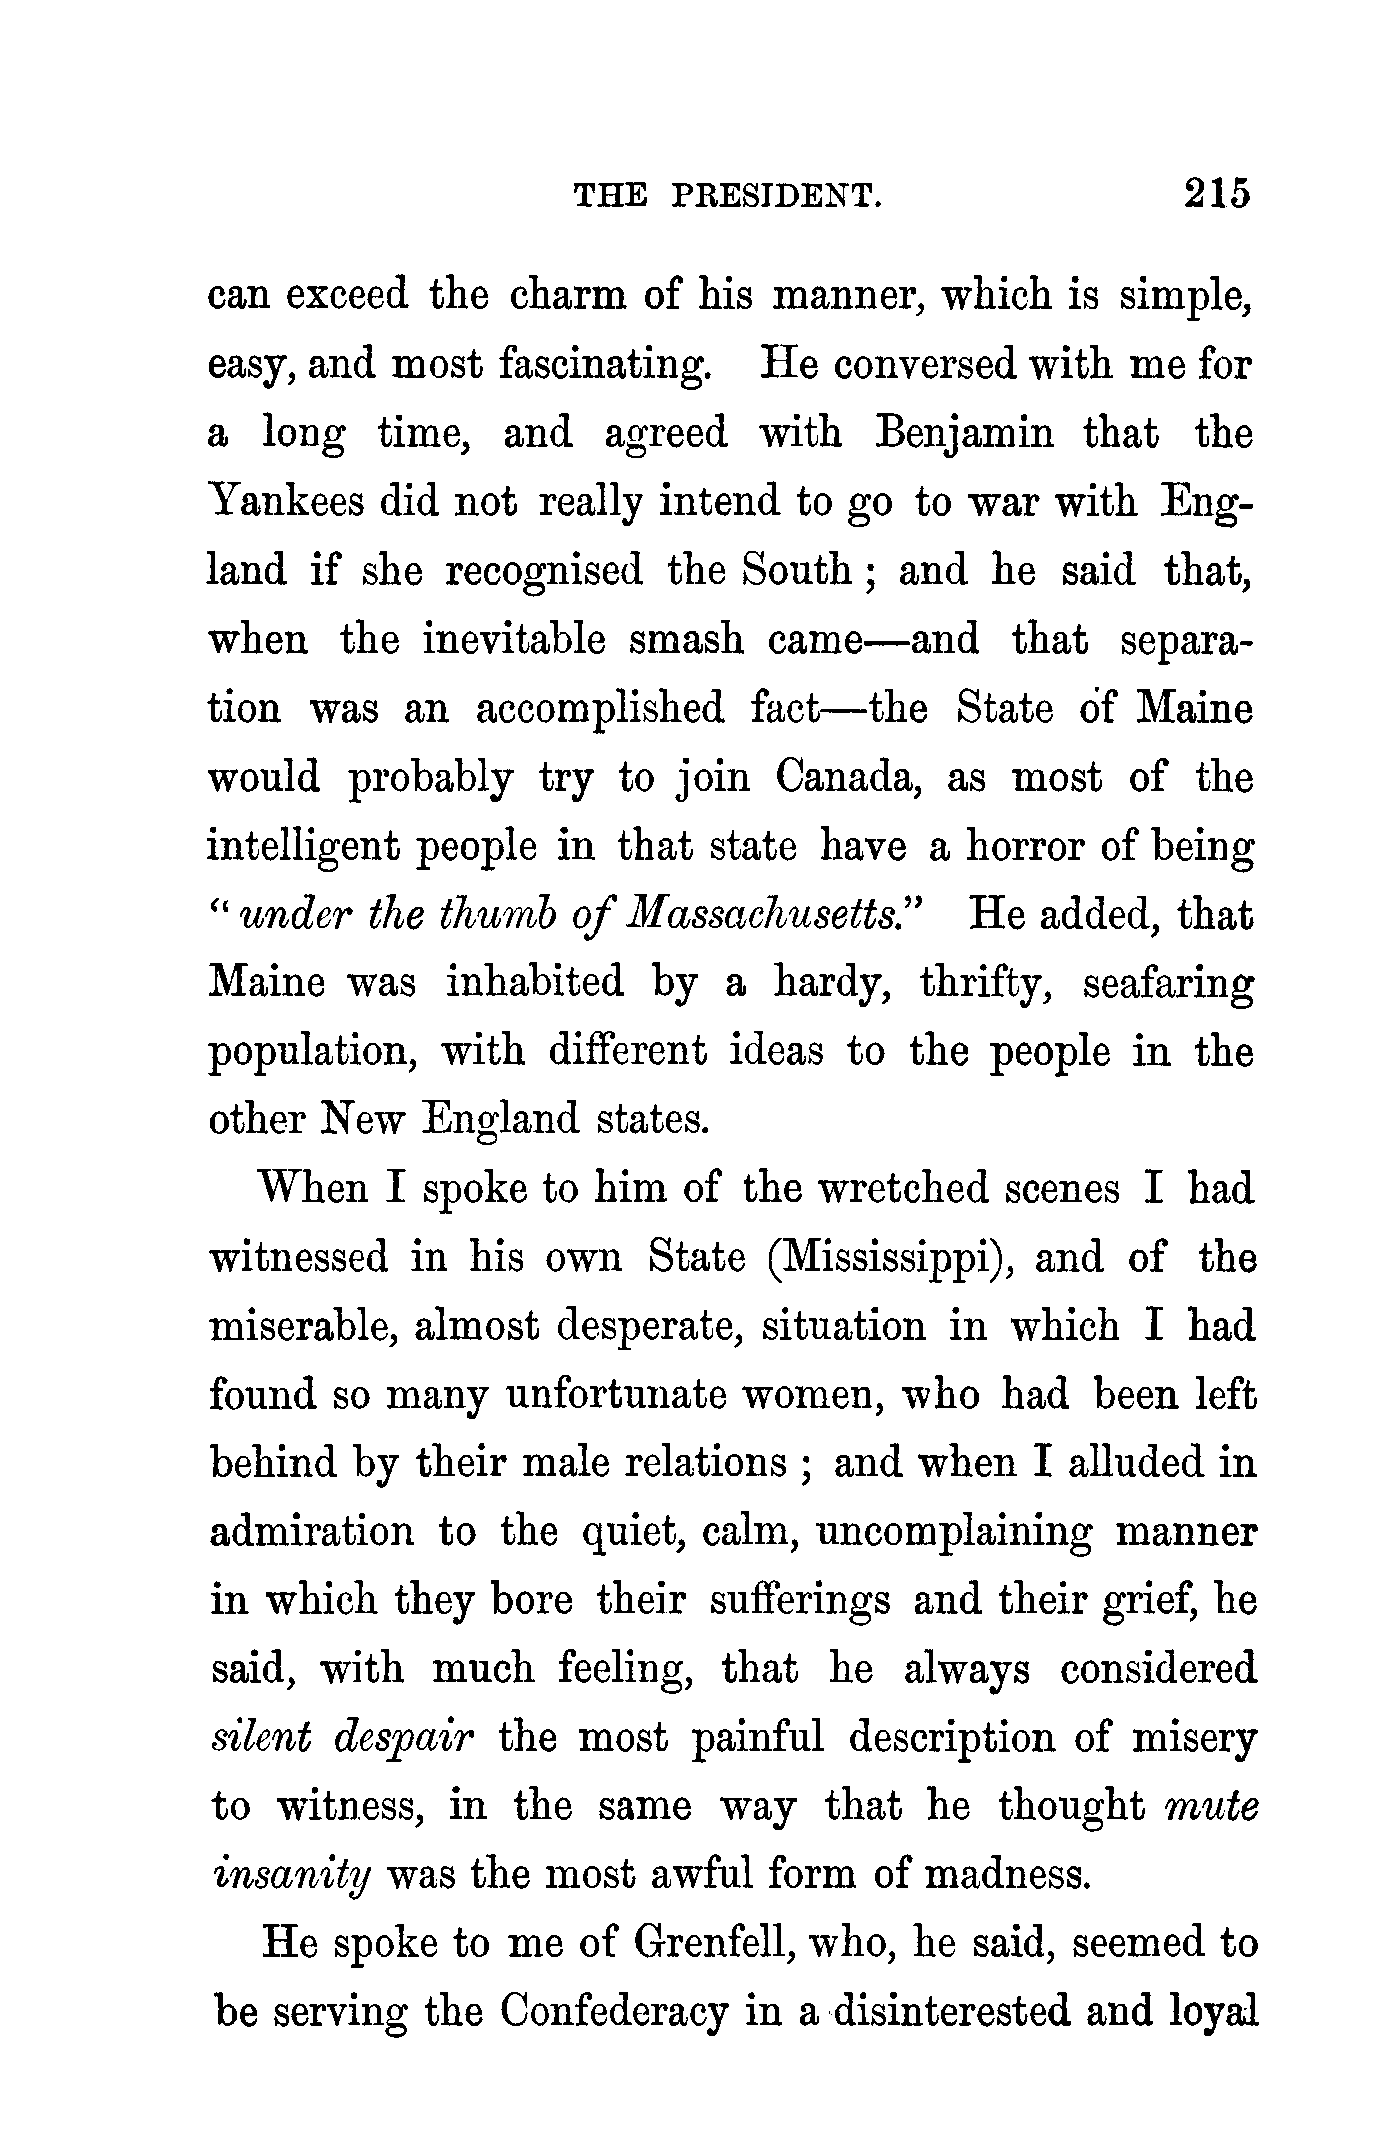 THE PRESIDENT. 215
can exceed the charm of his manner, which is simple,
easy, and most fascinating. He conversed with me for
a long time, and agreed with Benjamin that the
Yankees did not really intend to go to war with Eng-
land if she recognised the South ; and he said that,
when the inevitable smash came—and that separa-
tion was an accomplished fact—the State of Maine
would probably try to join Canada, as most of the
intelligent people in that state have a horror of being
“ under the thumb of Massachusetts.” He added, that
Maine was inhabited by a hardy, thrifty, seafaring
population, with different ideas to the people in the
other New England states.
When I spoke to him of the wretched scenes I had
witnessed in his own State (Mississippi), and of the
miserable, almost desperate, situation in which I had
found so many unfortunate women, who had been left
behind by their male relations ; and when I alluded in
admiration to the quiet, calm, uncomplaining manner
in which they bore their sufferings and their grief, he
said, with much feeling, that he always considered
silent despair the most painful description of misery
to witness, in the same way that he thought mute
insanity was the most awful form of madness.
He spoke to me of Grenfell, who, he said, seemed to
be serving the Confederacy in a disinterested and loyal